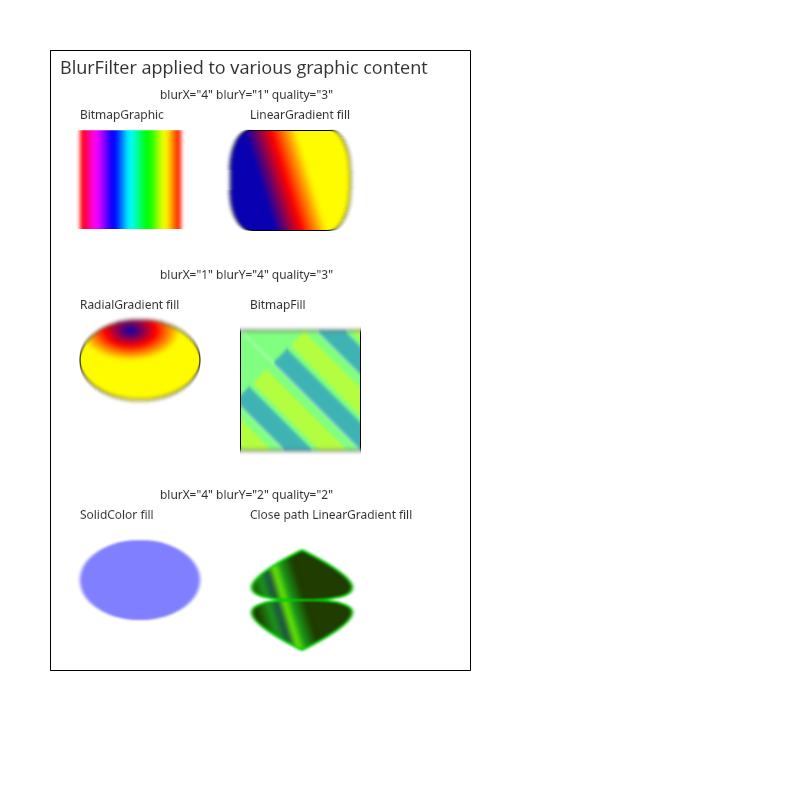 BlurFilter applied to various graphic content
blurX="4" blurY="1" quality="3"
BitmapGraphic
LinearGradient fill
blurX="1" blurY="4" quality="3"
RadialGradient fill
BitmapFill
blurX="4" blurY="2" quality="2"
SolidColor fill
Close path LinearGradient fill